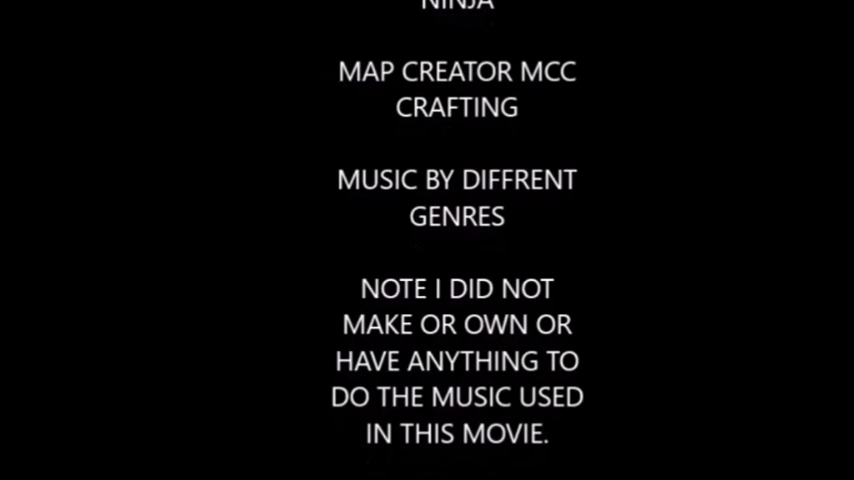 NINJA
MAP CREATOR MCC
CRAFTING
MUSIC BY DIFFRENT
GENRES
NOTE I DID NOT
MAKE OR OWN OR
HAVE ANYTHING TO
DO THE MUSIC USED
IN THIS MOVIE.